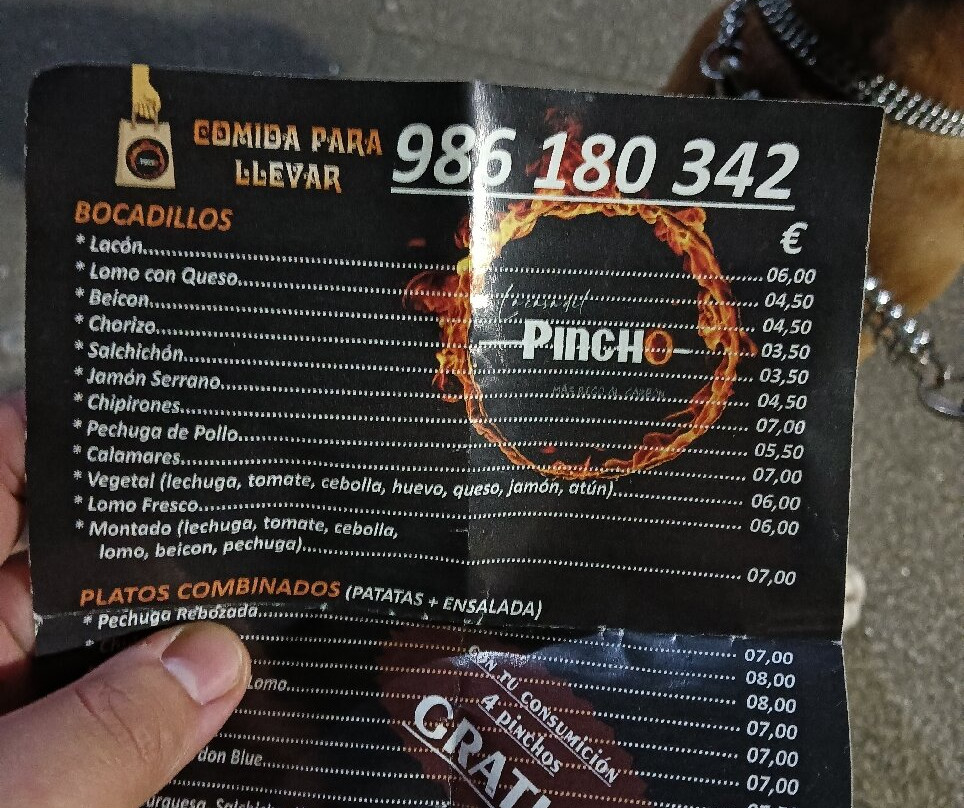 COMIDA PARA
LLEVAR
986 180 342
BOCADILLOS
€
* Lacón 06,00
* Lomo con Queso 04,50
* Beicon 04,50
* Chorizo 03,50
* Salchichón 03,50
* Jamón Serrano 04,50
* Chipirones 07,00
* Pechuga de Pollo 05,50
* Calamares 07,00
* Vegetal (lechuga, tomate, cebolla, huevo, queso, jamón, atún) 06,00
* Lomo Fresco 06,00
* Montado (lechuga, tomate, cebolla,
lomo, beicon, pechuga) 07,00
PINCHO
PLATOS COMBINADOS (PATATAS + ENSALADA)
* Pechuga Rebozada 07,00
08,00
08,00
Lomo 07,00
07,00
don Blue 07,00
CON TU CONSUMICIÓN
4 PINCHOS